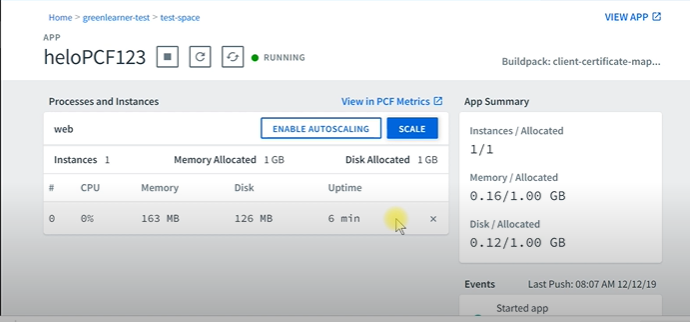 Home > greenlearner-test > test-space
VIEW APP
APP
heloPCF123
RUNNING
Buildpack: client-certificate-map...
Processes and Instances
View in PCF Metrics
web
ENABLE AUTOSCALING
SCALE
Instances 1
Memory Allocated 1 GB
Disk Allocated 1 GB
# CPU Memory Disk Uptime
0 0% 163 MB 126 MB 6 min ×
App Summary
Instances / Allocated
1/1
Memory / Allocated
0.16/1.00 GB
Disk / Allocated
0.12/1.00 GB
Events
Last Push: 08:07 AM 12/12/19
Started app